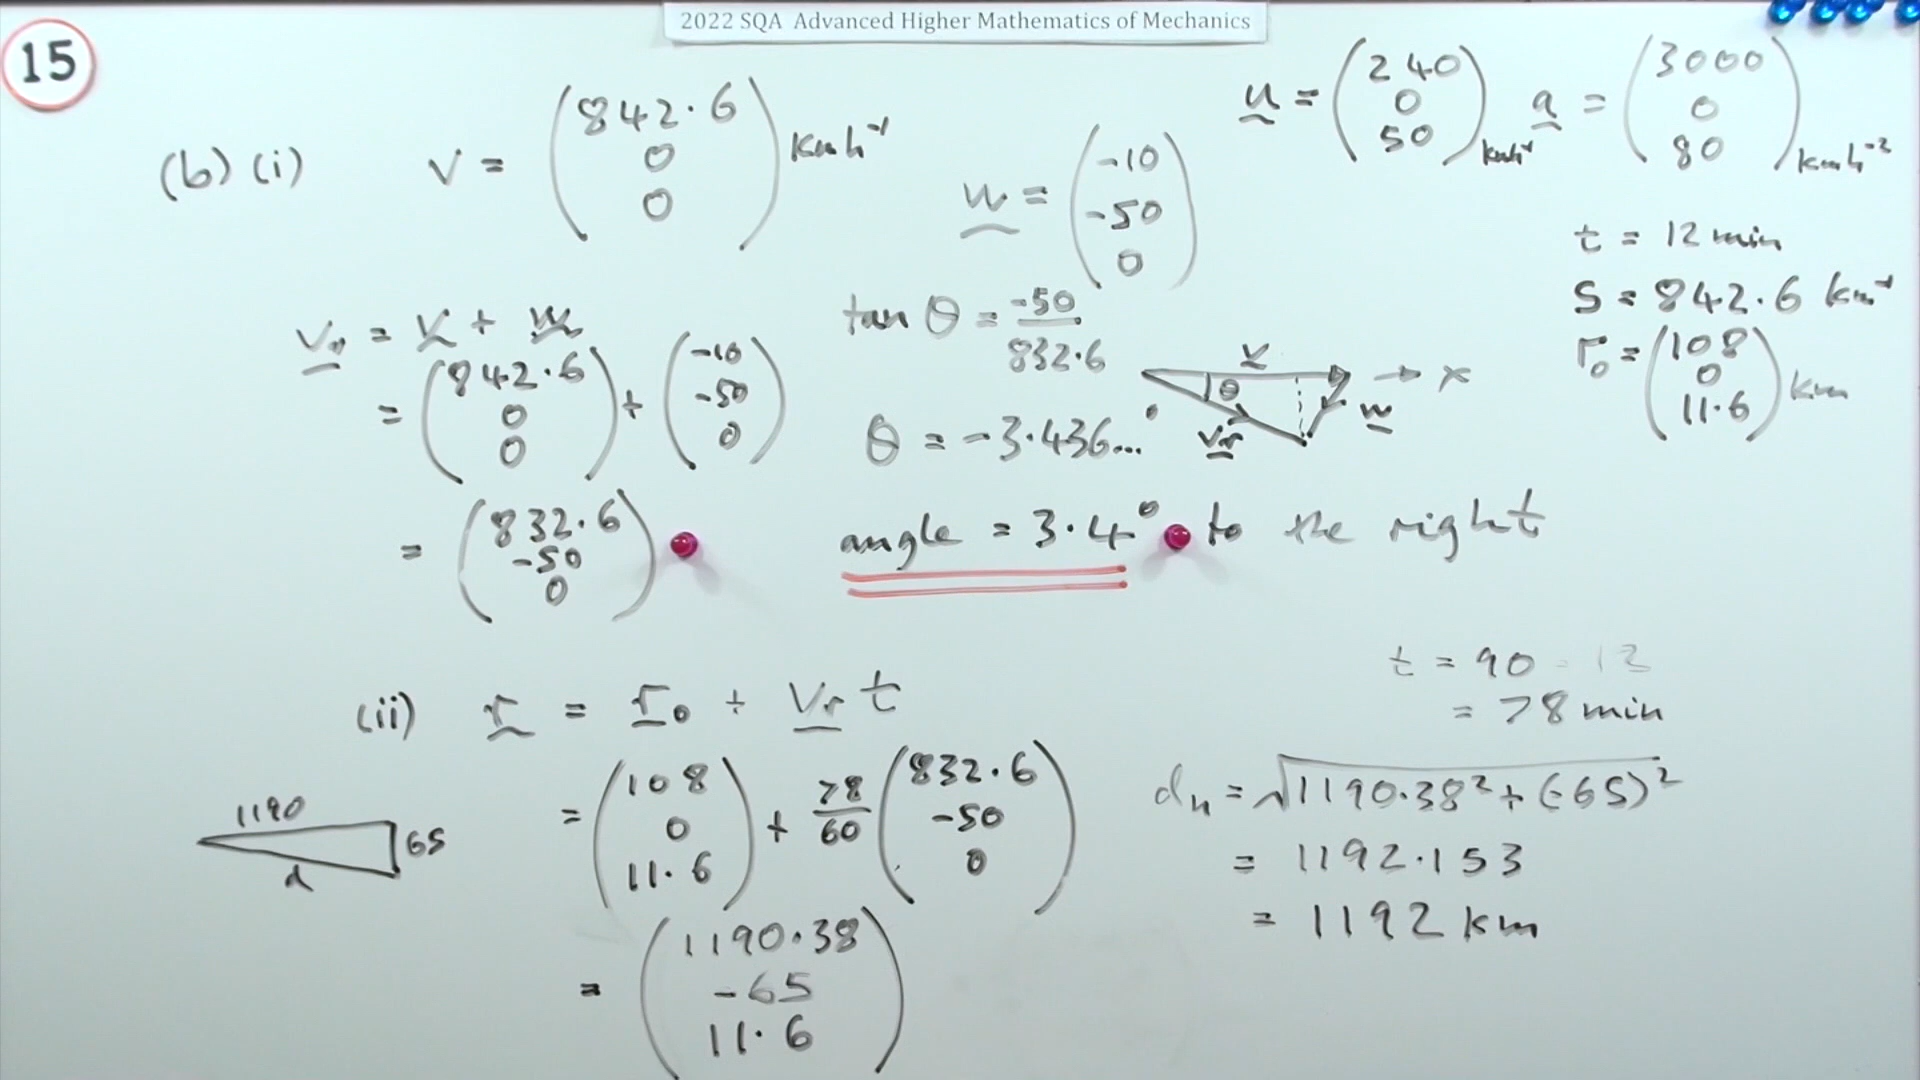 2022 SQA Advanced Higher Mathematics of Mechanics
15
u = (240 0 50) kmh⁻¹ a = (3000 0 80) kmh⁻²
(b) (i) v = (842.6 0 0) kmh⁻¹ w = (-10 -50 0)
t = 12 min
s = 842.6 km⁻¹
r₀ = (108 0 11.6) km
vr = v + w
= (842.6 0 0) + (-10 -50 0)
= (832.6 -50 0)
tan θ = -50/832.6
θ = -3.436...°
v
θ
x
w
vr
angle = 3.4° to the right
(ii) r = r₀ + vr t
= (108 0 11.6) + 78/60 (832.6 -50 0)
= (1190.38 -65 11.6)
1190
65
d
t = 90 - 12
= 78 min
dH = √1190.38² + (-65)²
= 1192.153
= 1192 km